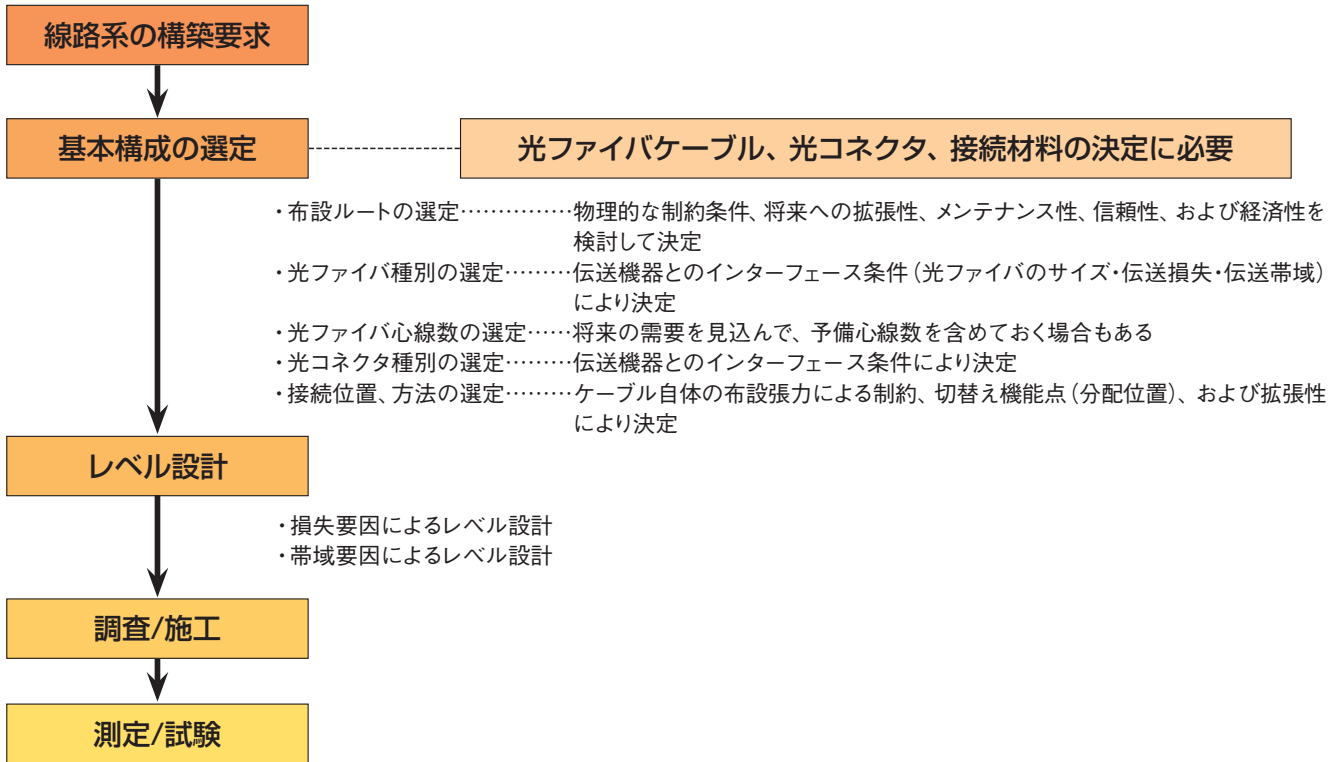 線路系の構築要求
基本構成の選定
光ファイバケーブル、光コネクタ、接続材料の決定に必要
・布設ルートの選定……………物理的な制約条件、将来への拡張性、メンテナンス性、信頼性、および経済性を
検討して決定
・光ファイバ種別の選定………伝送機器とのインターフェース条件(光ファイバのサイズ・伝送損失・伝送帯域)
により決定
・光ファイバ心線数の選定……将来の需要を見込んで、予備心線数を含めておく場合もある
・光コネクタ種別の選定………伝送機器とのインターフェース条件により決定
・接続位置、方法の選定………ケーブル自体の布設張力による制約、切替え機能点(分配位置)、および拡張性
により決定
レベル設計
・損失要因によるレベル設計
・帯域要因によるレベル設計
調査/施工
測定/試験